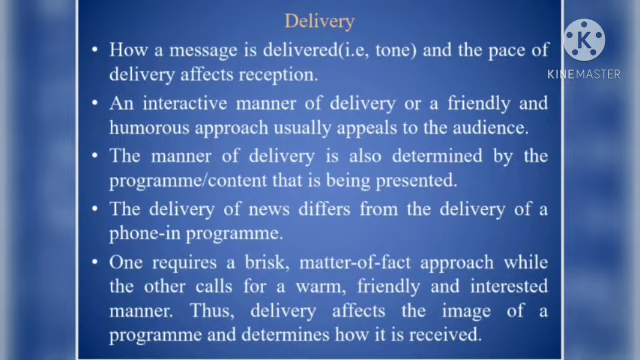 Delivery
• How a message is delivered(i.e, tone) and the pace of
delivery affects reception.
• An interactive manner of delivery or a friendly and
humorous approach usually appeals to the audience.
• The manner of delivery is also determined by the
programme/content that is being presented.
• The delivery of news differs from the delivery of a
phone-in programme.
• One requires a brisk, matter-of-fact approach while
the other calls for a warm, friendly and interested
manner. Thus, delivery affects the image of a
programme and determines how it is received.
K
KINEMASTER